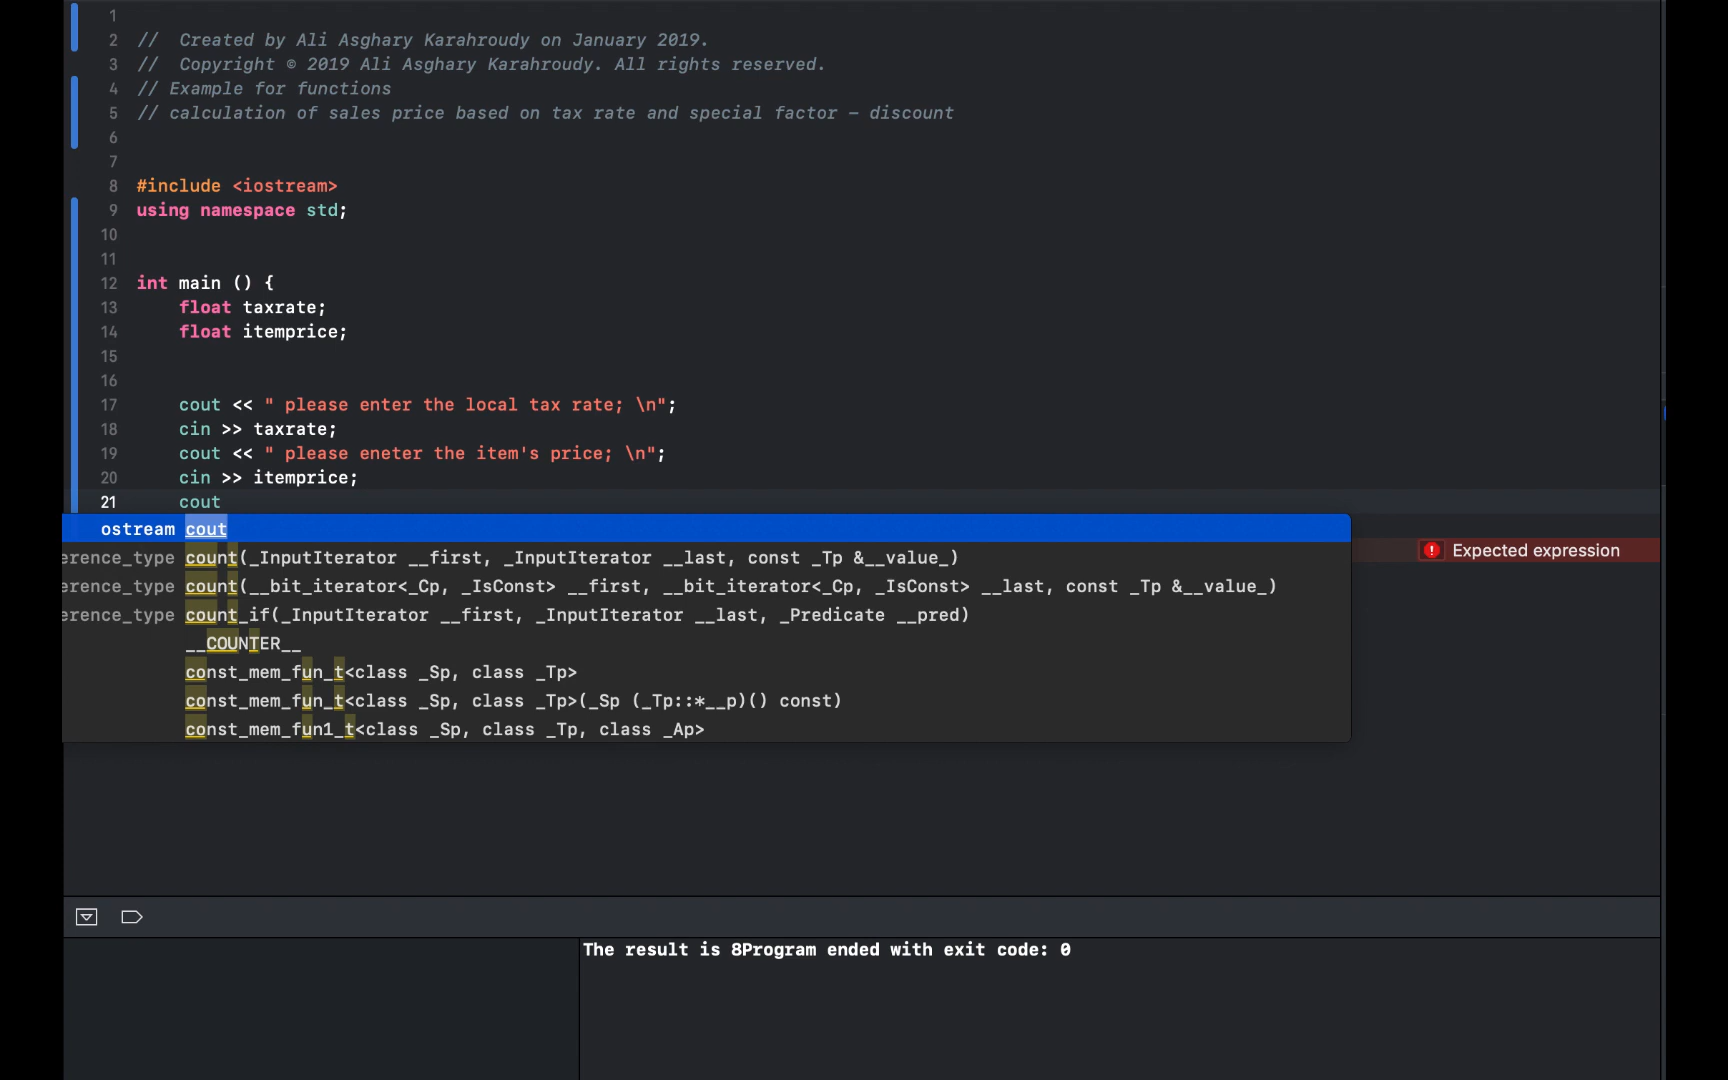 1
2 //  Created by Ali Asghary Karahroudy on January 2019.
3 //  Copyright © 2019 Ali Asghary Karahroudy. All rights reserved.
4 // Example for functions
5 // calculation of sales price based on tax rate and special factor – discount
6
7
8 #include <iostream>
9 using namespace std;
10
11
12 int main () {
13     float taxrate;
14     float itemprice;
15
16
17     cout << " please enter the local tax rate; \n";
18     cin >> taxrate;
19     cout << " please eneter the item's price; \n";
20     cin >> itemprice;
21     cout
ostream cout
erence_type count(_InputIterator __first, _InputIterator __last, const _Tp &__value_)
Expected expression
erence_type count(__bit_iterator<_Cp, _IsConst> __first, __bit_iterator<_Cp, _IsConst> __last, const _Tp &__value_)
erence_type count_if(_InputIterator __first, _InputIterator __last, _Predicate __pred)
__COUNTER__
const_mem_fun_t<class _Sp, class _Tp>
const_mem_fun_t<class _Sp, class _Tp>(_Sp (_Tp::*__p)() const)
const_mem_fun1_t<class _Sp, class _Tp, class _Ap>
The result is 8Program ended with exit code: 0